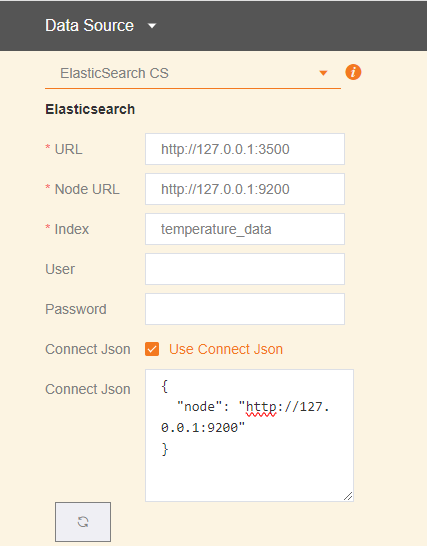 Data Source
ElasticSearch CS
Elasticsearch
* URL http://127.0.0.1:3500
* Node URL http://127.0.0.1:9200
* Index temperature_data
User
Password
Connect Json Use Connect Json
Connect Json
{
"node": "http://127.
0.0.1:9200"
}